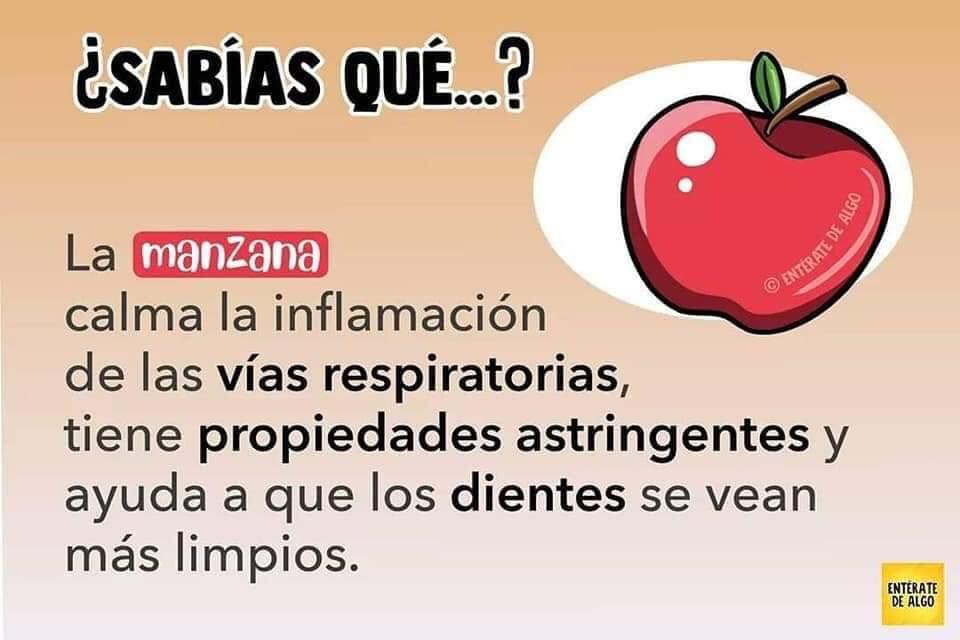 ¿SABÍAS QUÉ...?
La manzana
calma la inflamación
de las vías respiratorias,
tiene propiedades astringentes y
ayuda a que los dientes se vean
más limpios.
© ENTÉRATE DE ALGO
ENTÉRATE
DE ALGO